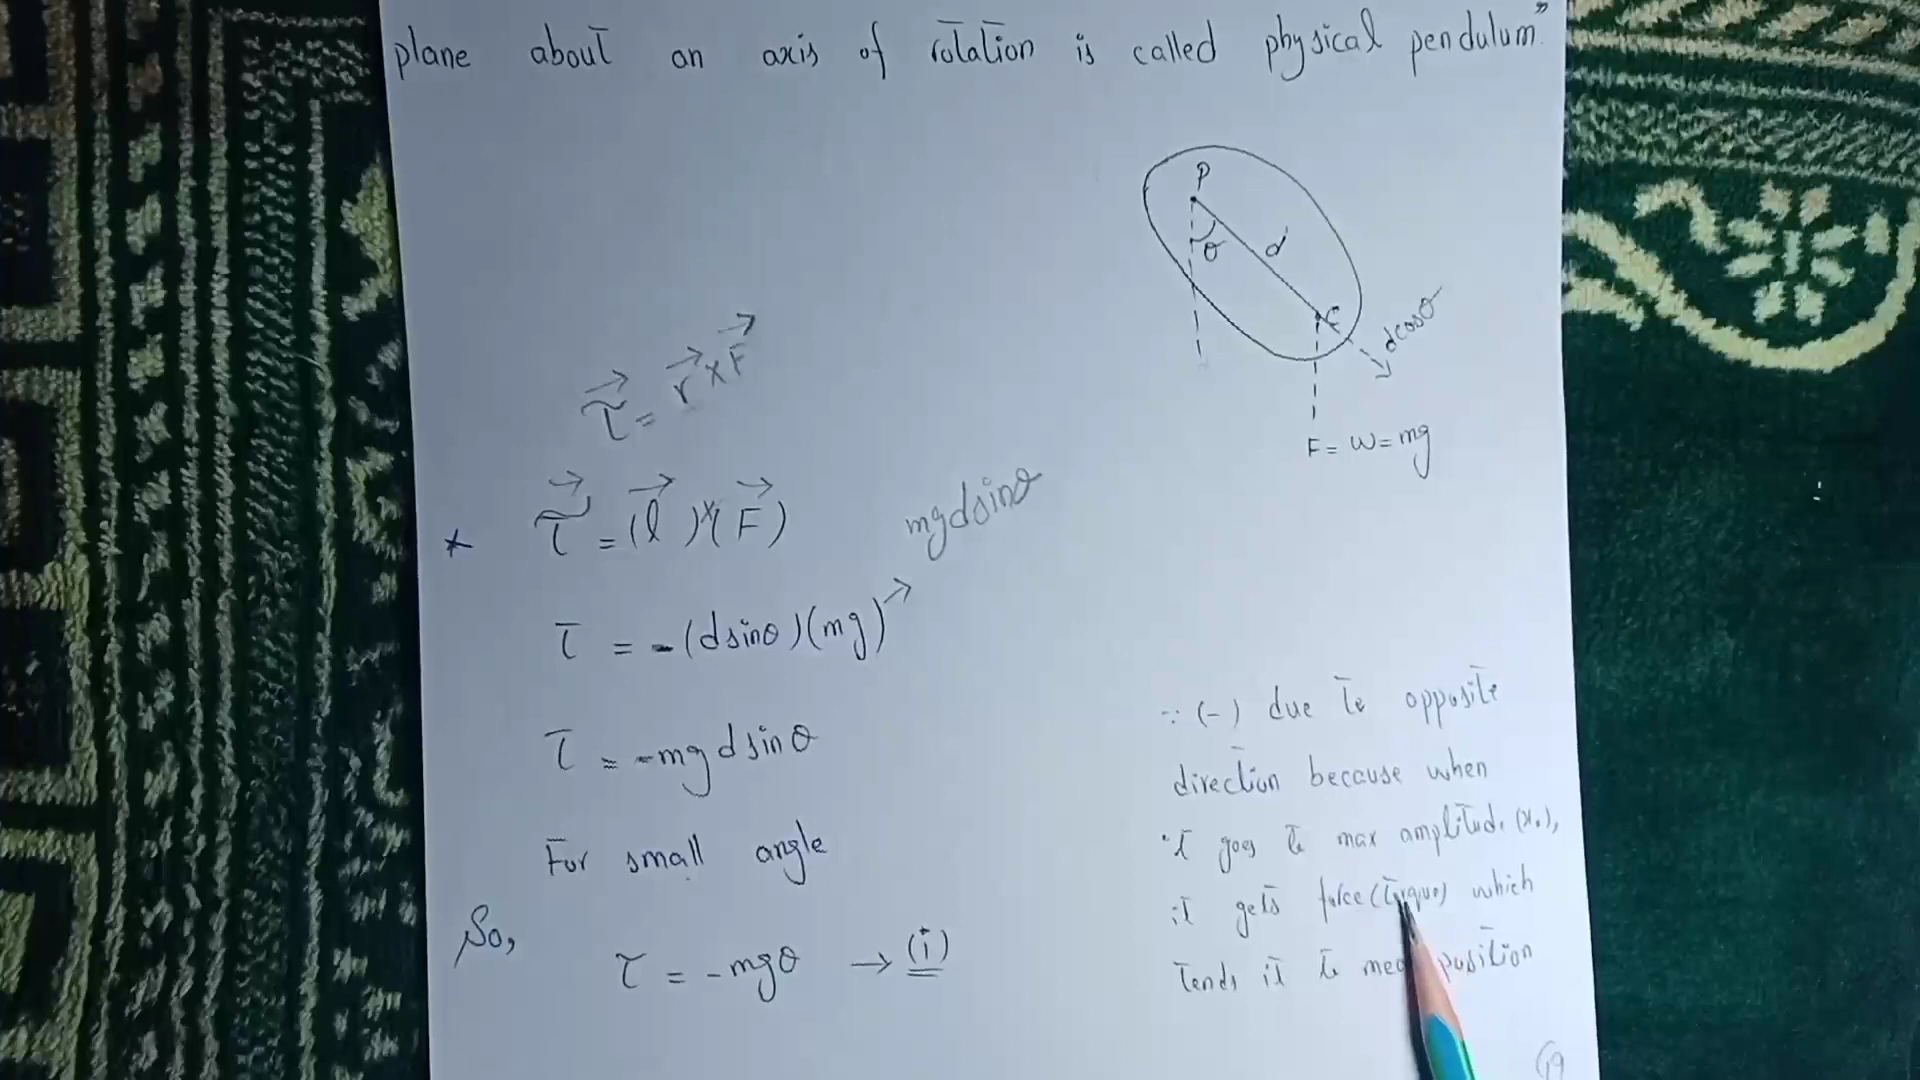 plane about an axis of rotation is called physical pendulum."
P
θ
d
C
dcosθ
F = W = mg
τ⃗ = r⃗ × F⃗
* τ⃗ = (l⃗ )×(F⃗)
mgdsinθ
τ = -(dsinθ)(mg) →
τ = -mgdsinθ
For small angle
So,
τ = -mgθ → (i)
∵ (-) due to opposite
direction because when
it goes to max amplitude (x₀),
it gets force (torque) which
tends it to position
19